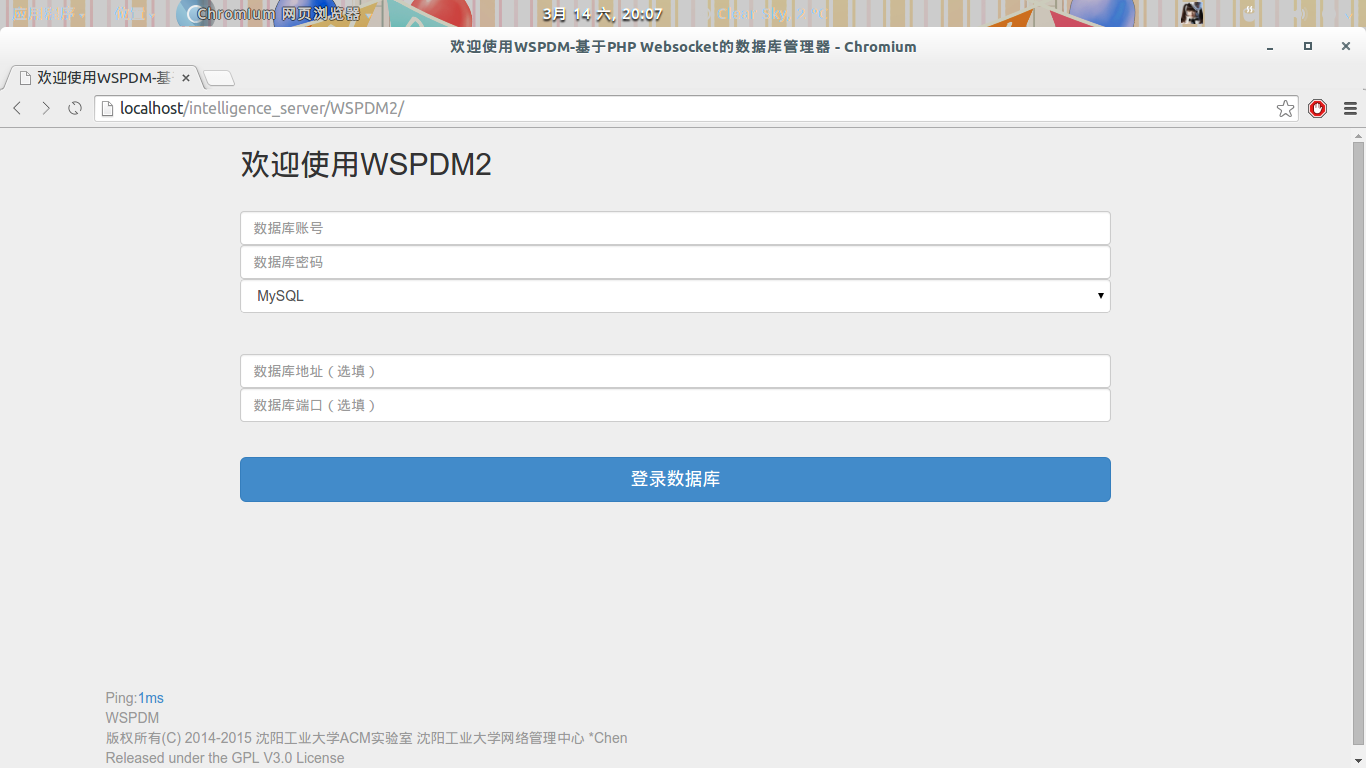 Chromium 网页浏览器
3月 14 六, 20:07
欢迎使用WSPDM-基于PHP Websocket的数据库管理器 - Chromium
欢迎使用WSPDM-基
localhost/intelligence_server/WSPDM2/
欢迎使用WSPDM2
数据库账号
数据库密码
MySQL
数据库地址（选填）
数据库端口（选填）
登录数据库
Ping:1ms
WSPDM
版权所有(C) 2014-2015 沈阳工业大学ACM实验室 沈阳工业大学网络管理中心 *Chen
Released under the GPL V3.0 License